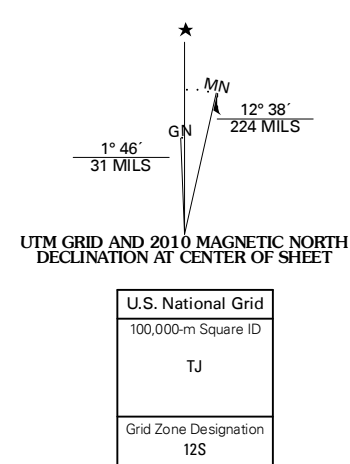 ★
MN
GN
12° 38´
224 MILS
1° 46´
31 MILS
UTM GRID AND 2010 MAGNETIC NORTH
DECLINATION AT CENTER OF SHEET
U.S. National Grid
100,000-m Square ID
TJ
Grid Zone Designation
12S